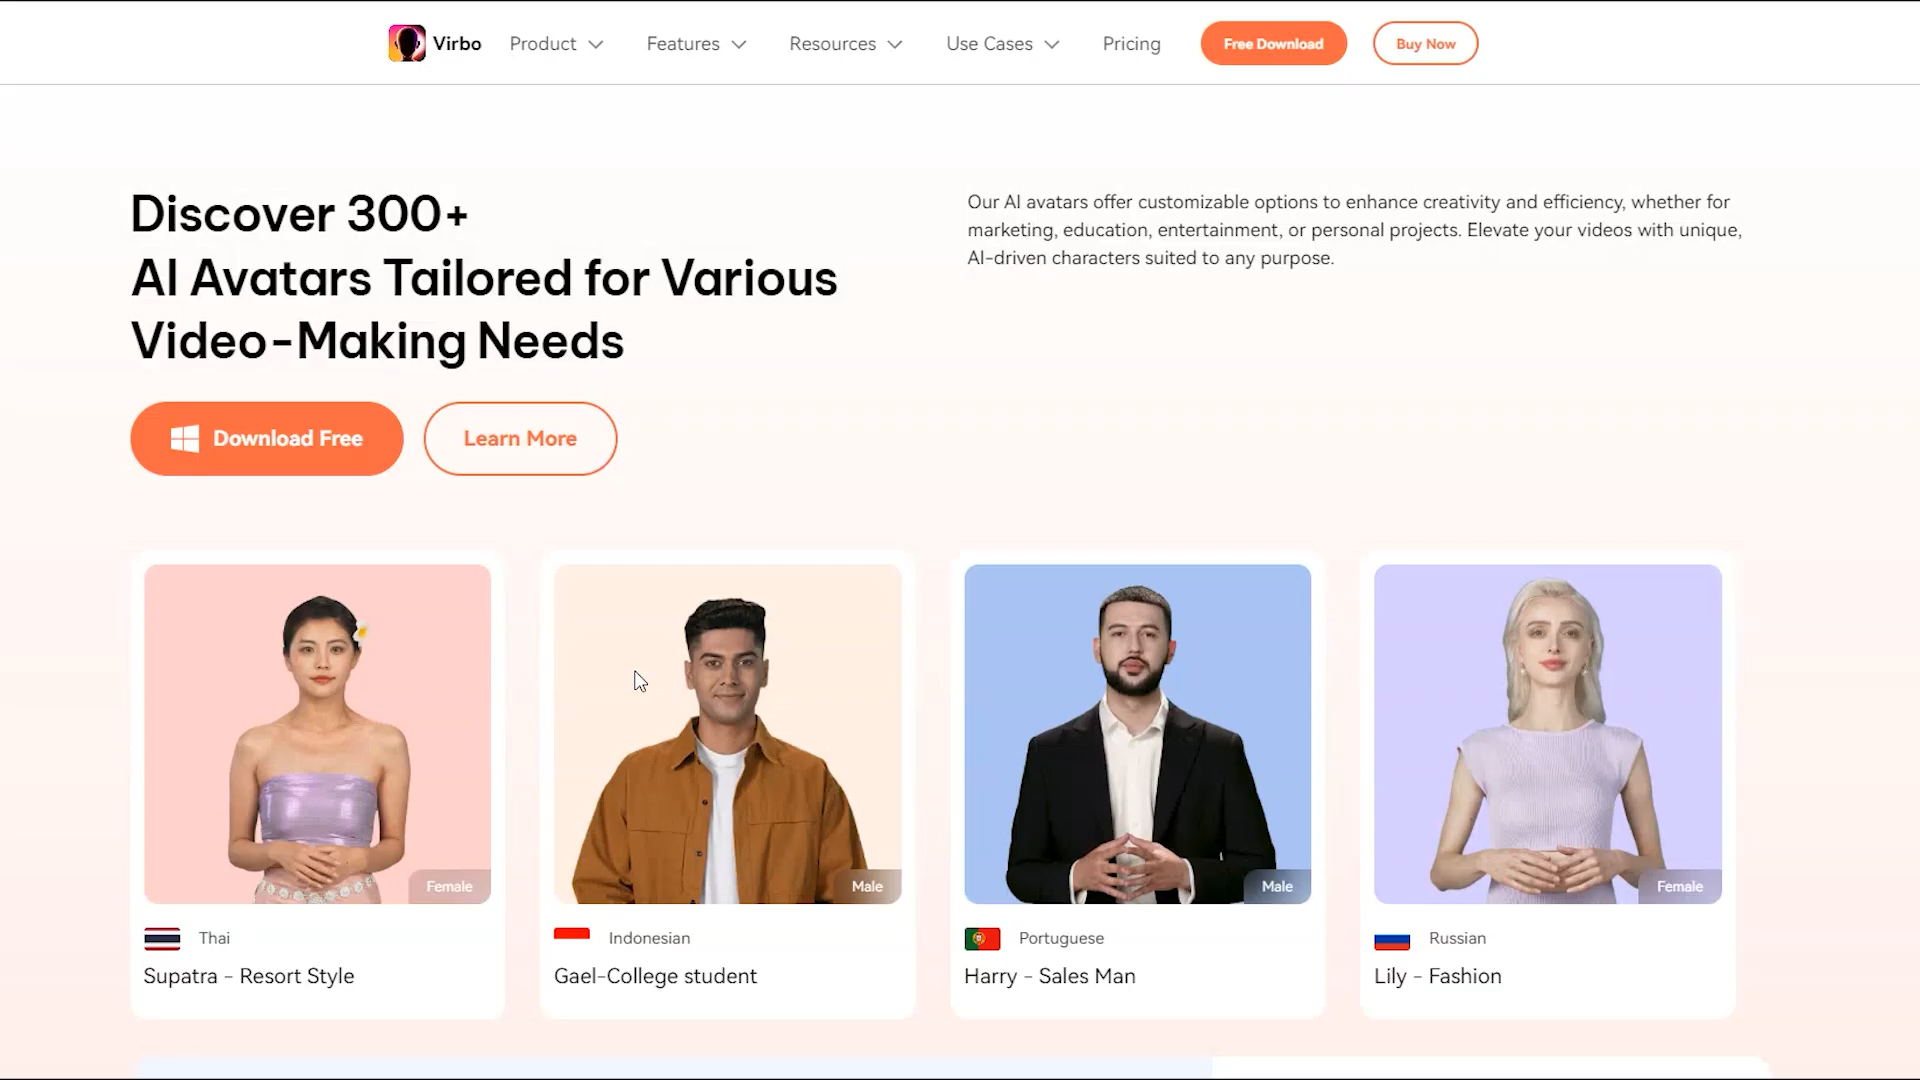 Virbo
Product
Features
Resources
Use Cases
Pricing
Free Download
Buy Now
Discover 300+
AI Avatars Tailored for Various
Video-Making Needs
Our AI avatars offer customizable options to enhance creativity and efficiency, whether for
marketing, education, entertainment, or personal projects. Elevate your videos with unique,
AI-driven characters suited to any purpose.
Download Free
Learn More
Female
Thai
Supatra - Resort Style
Male
Indonesian
Gael-College student
Male
Portuguese
Harry - Sales Man
Female
Russian
Lily - Fashion